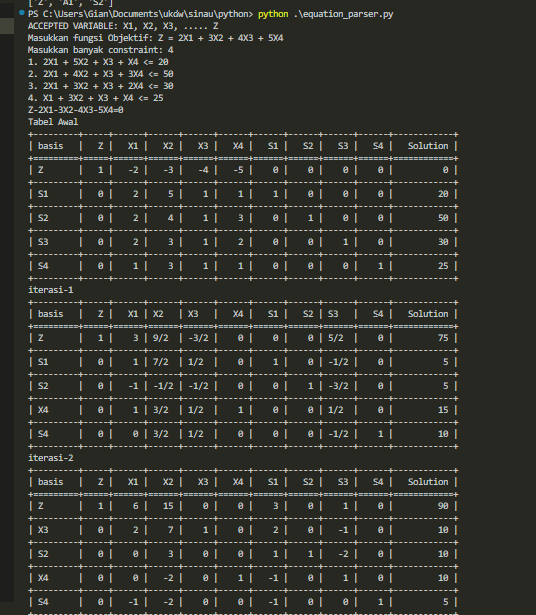 ['Z', 'A1', 'S2']
PS C:\Users\Gian\Documents\ukdw\sinau\python> python .\equation_parser.py
ACCEPTED VARIABLE: X1, X2, X3, ..... Z
Masukkan fungsi Objektif: Z = 2X1 + 3X2 + 4X3 + 5X4
Masukkan banyak constraint: 4
1. 2X1 + 5X2 + X3 + X4 <= 20
2. 2X1 + 4X2 + X3 + 3X4 <= 50
3. 2X1 + 3X2 + X3 + 2X4 <= 30
4. X1 + 3X2 + X3 + X4 <= 25
Z-2X1-3X2-4X3-5X4=0
Tabel Awal
| basis | Z | X1 | X2 | X3 | X4 | S1 | S2 | S3 | S4 | Solution |
| Z | 1 | -2 | -3 | -4 | -5 | 0 | 0 | 0 | 0 | 0 |
| S1 | 0 | 2 | 5 | 1 | 1 | 1 | 0 | 0 | 0 | 20 |
| S2 | 0 | 2 | 4 | 1 | 3 | 0 | 1 | 0 | 0 | 50 |
| S3 | 0 | 2 | 3 | 1 | 2 | 0 | 0 | 1 | 0 | 30 |
| S4 | 0 | 1 | 3 | 1 | 1 | 0 | 0 | 0 | 1 | 25 |
iterasi-1
| basis | Z | X1 | X2 | X3 | X4 | S1 | S2 | S3 | S4 | Solution |
| Z | 1 | 3 | 9/2 | -3/2 | 0 | 0 | 0 | 5/2 | 0 | 75 |
| S1 | 0 | 1 | 7/2 | 1/2 | 0 | 1 | 0 | -1/2 | 0 | 5 |
| S2 | 0 | -1 | -1/2 | -1/2 | 0 | 0 | 1 | -3/2 | 0 | 5 |
| X4 | 0 | 1 | 3/2 | 1/2 | 1 | 0 | 0 | 1/2 | 0 | 15 |
| S4 | 0 | 0 | 3/2 | 1/2 | 0 | 0 | 0 | -1/2 | 1 | 10 |
iterasi-2
| basis | Z | X1 | X2 | X3 | X4 | S1 | S2 | S3 | S4 | Solution |
| Z | 1 | 6 | 15 | 0 | 0 | 3 | 0 | 1 | 0 | 90 |
| X3 | 0 | 2 | 7 | 1 | 0 | 2 | 0 | -1 | 0 | 10 |
| S2 | 0 | 0 | 3 | 0 | 0 | 1 | 1 | -2 | 0 | 10 |
| X4 | 0 | 0 | -2 | 0 | 1 | -1 | 0 | 1 | 0 | 10 |
| S4 | 0 | -1 | -2 | 0 | 0 | -1 | 0 | 0 | 1 | 5 |